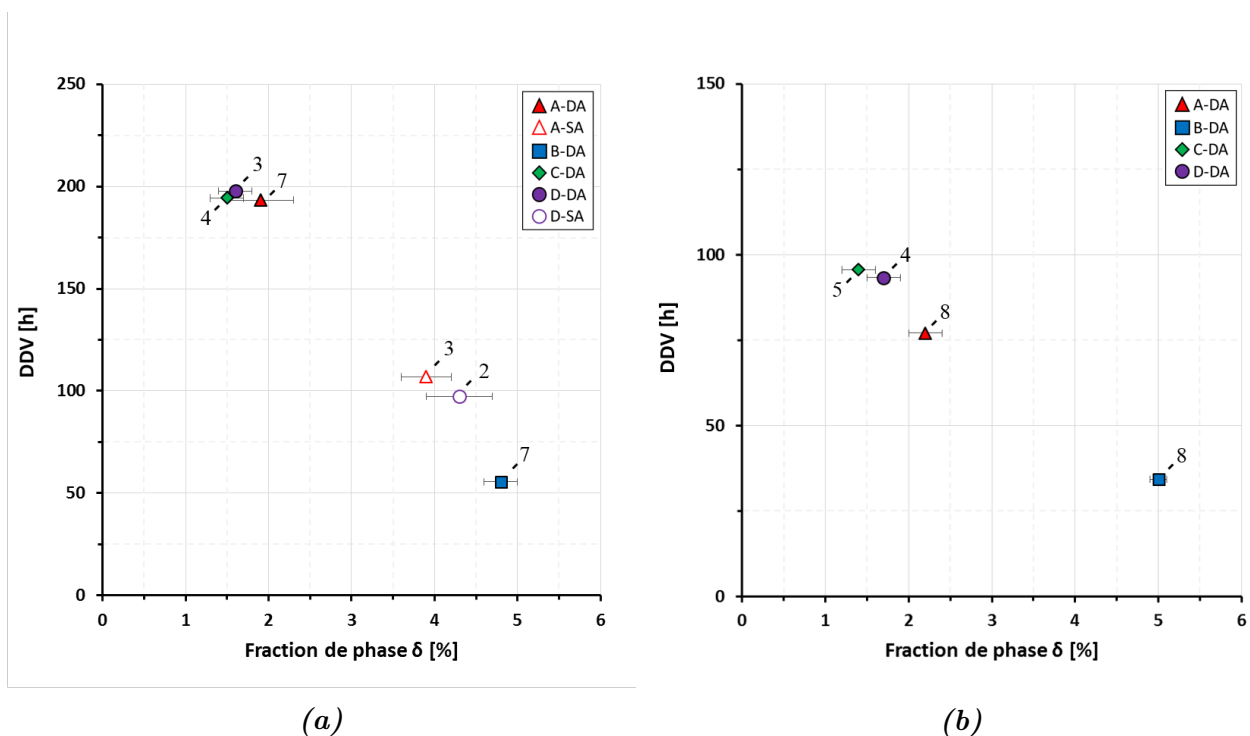 250
200
150
100
50
0
DDV [h]
0 1 2 3 4 5 6
Fraction de phase δ [%]
A-DA
A-SA
B-DA
C-DA
D-DA
D-SA
3
7
4
3
2
7
(a)
150
100
50
0
DDV [h]
0 1 2 3 4 5 6
Fraction de phase δ [%]
A-DA
B-DA
C-DA
D-DA
4
5
8
8
(b)